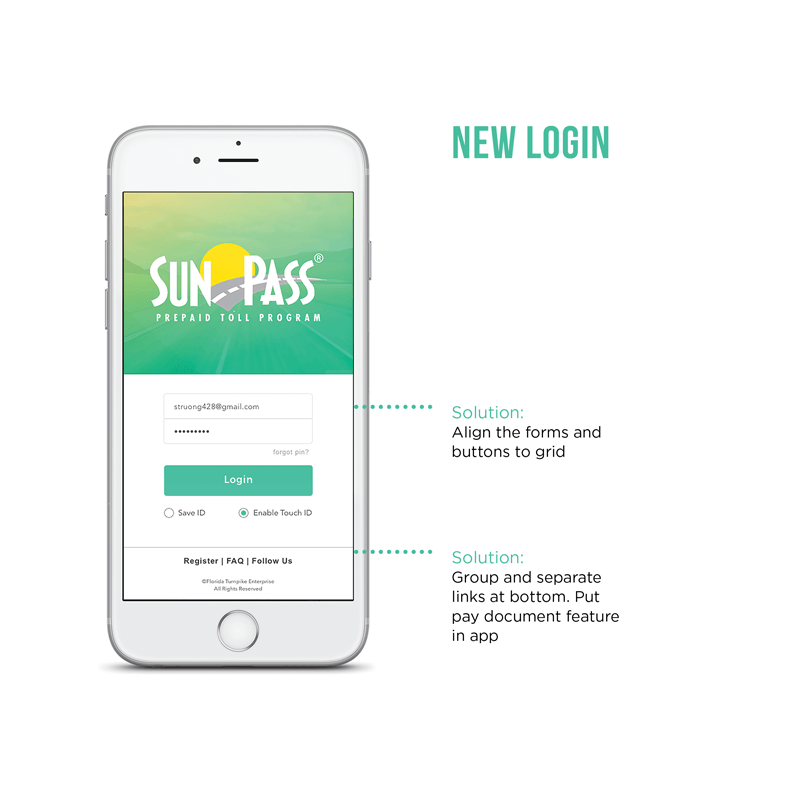 NEW LOGIN
SUN PASS®
PREPAID TOLL PROGRAM
struong428@gmail.com
•••••••••
forgot pin?
Login
Save ID
Enable Touch ID
Register | FAQ | Follow Us
©Florida Turnpike Enterprise
All Rights Reserved
Solution:
Align the forms and
buttons to grid
Solution:
Group and separate
links at bottom. Put
pay document feature
in app